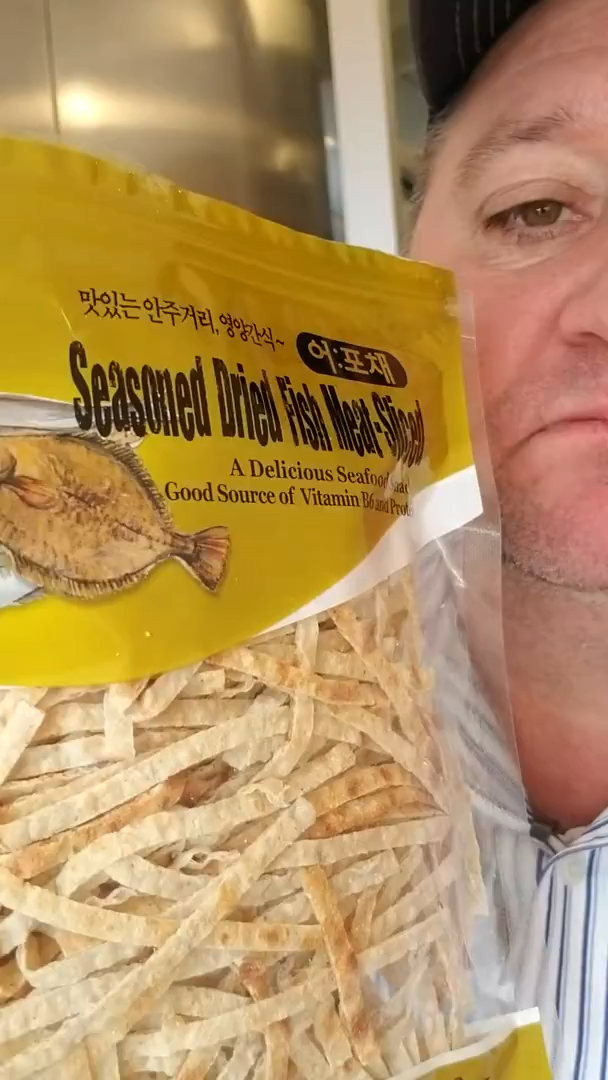 맛있는 안주거리, 영양간식~
어:포채
Seasoned Dried Fish Meat-Sliced
A Delicious Seafood
Good Source of Vitamin B6 and